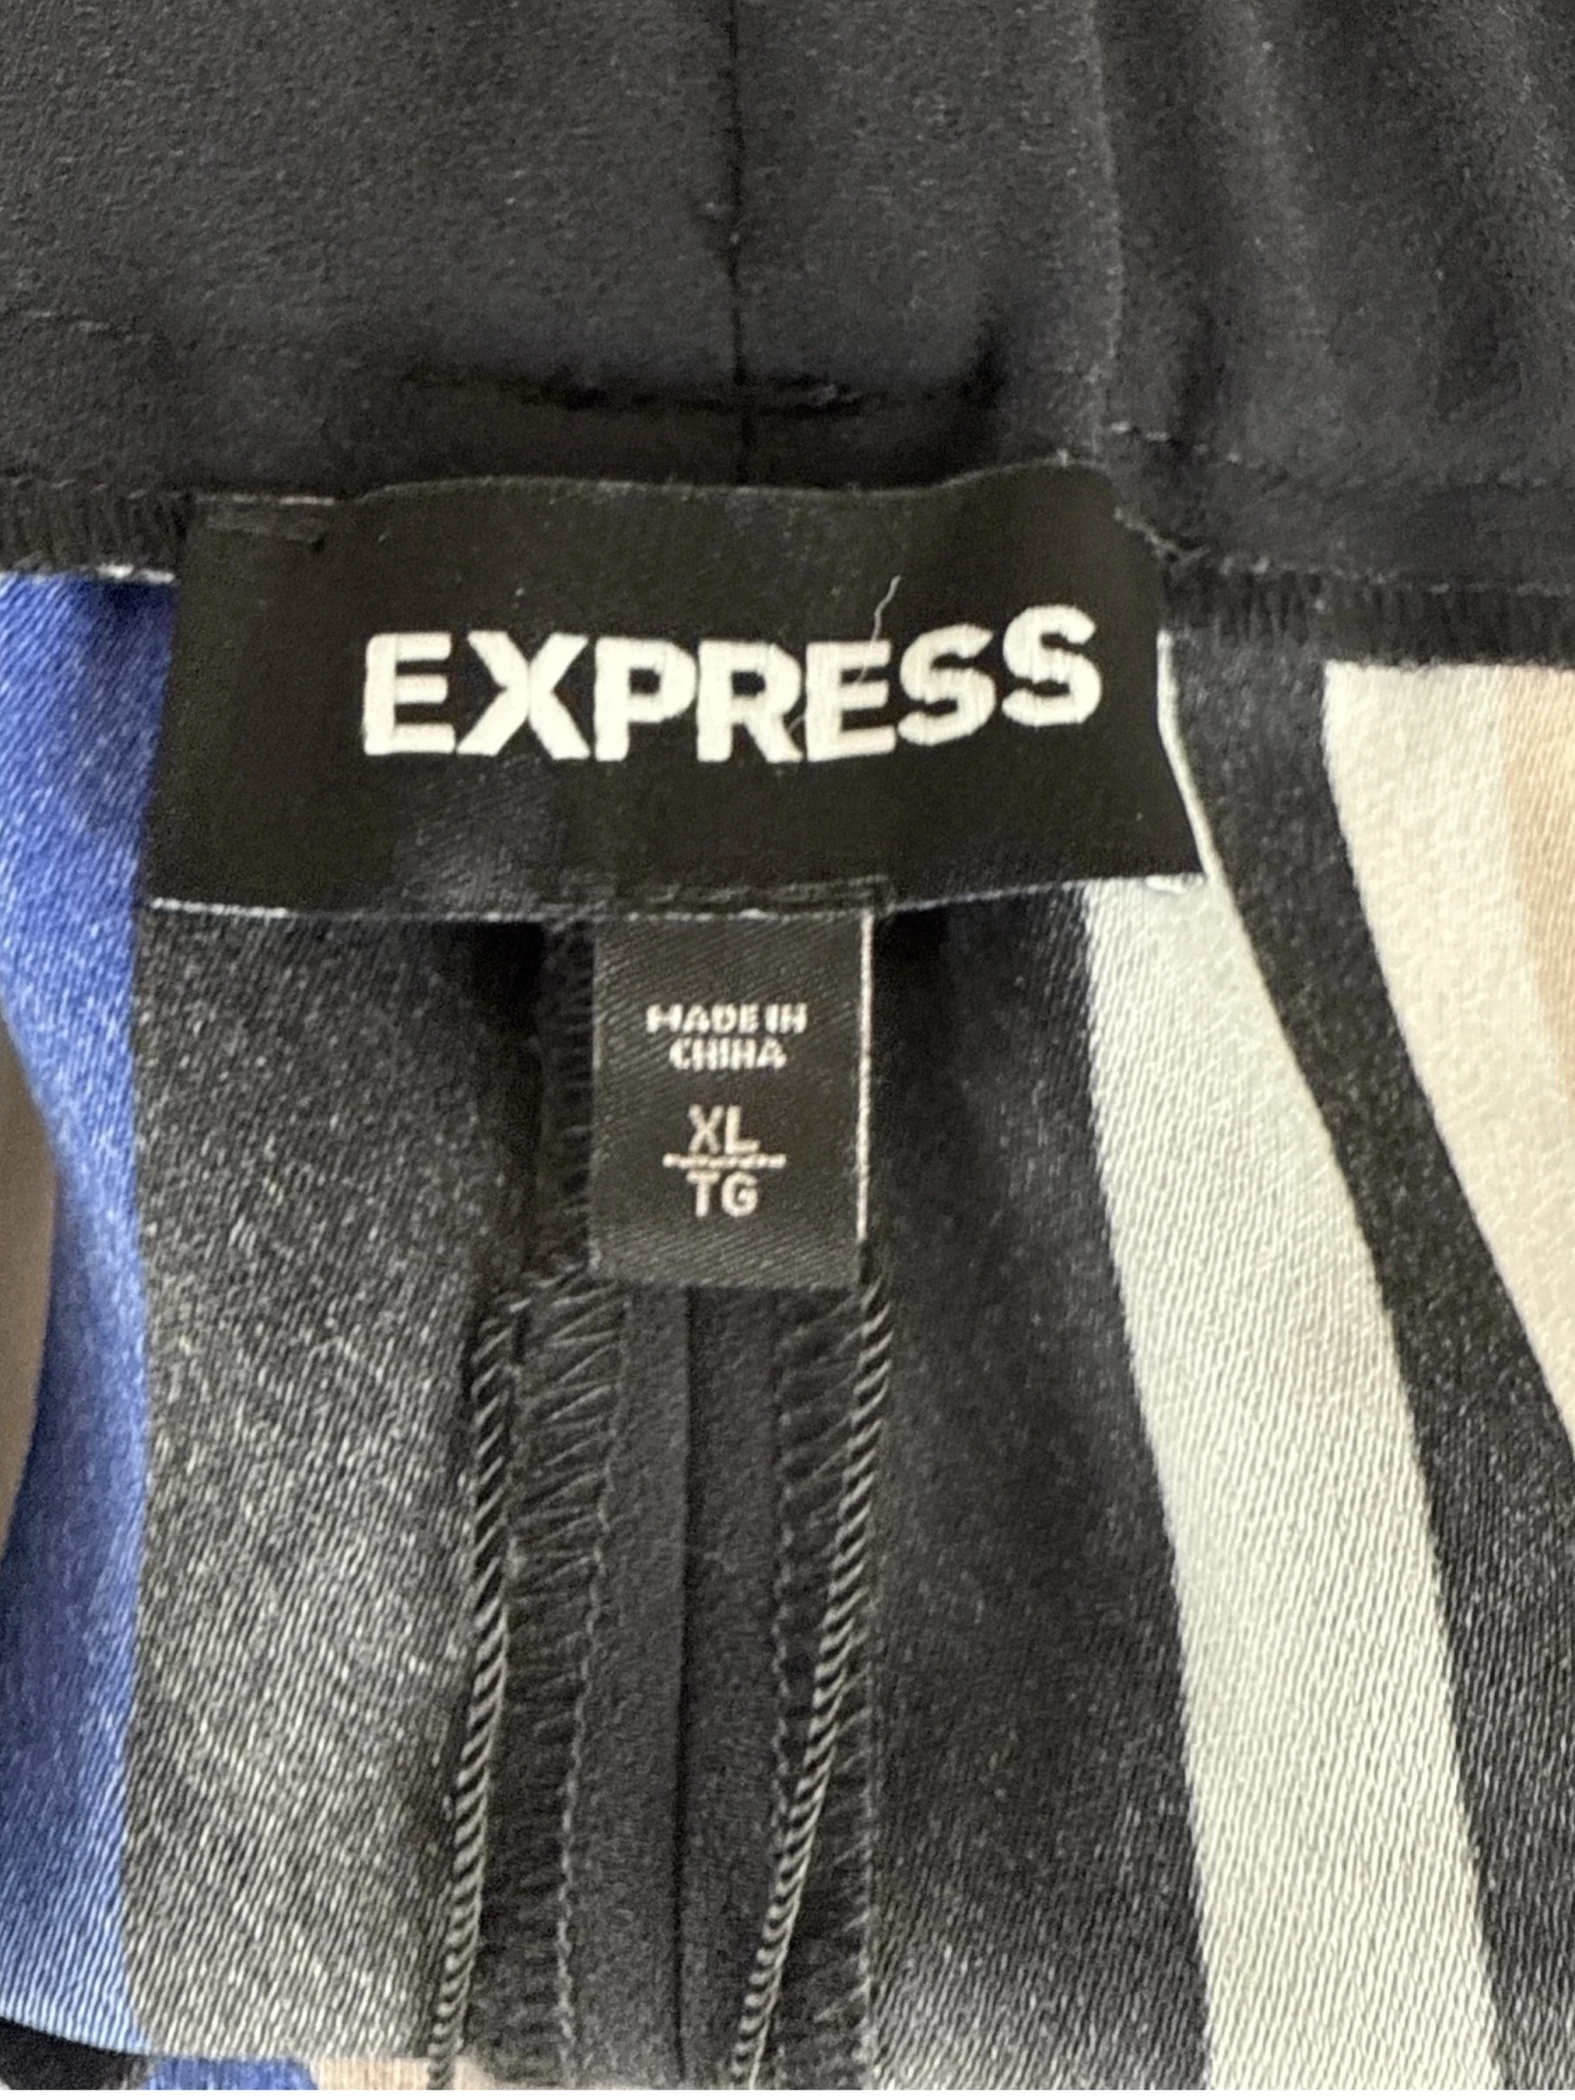 EXPRESS
MADE IN
CHINA
XL
TG